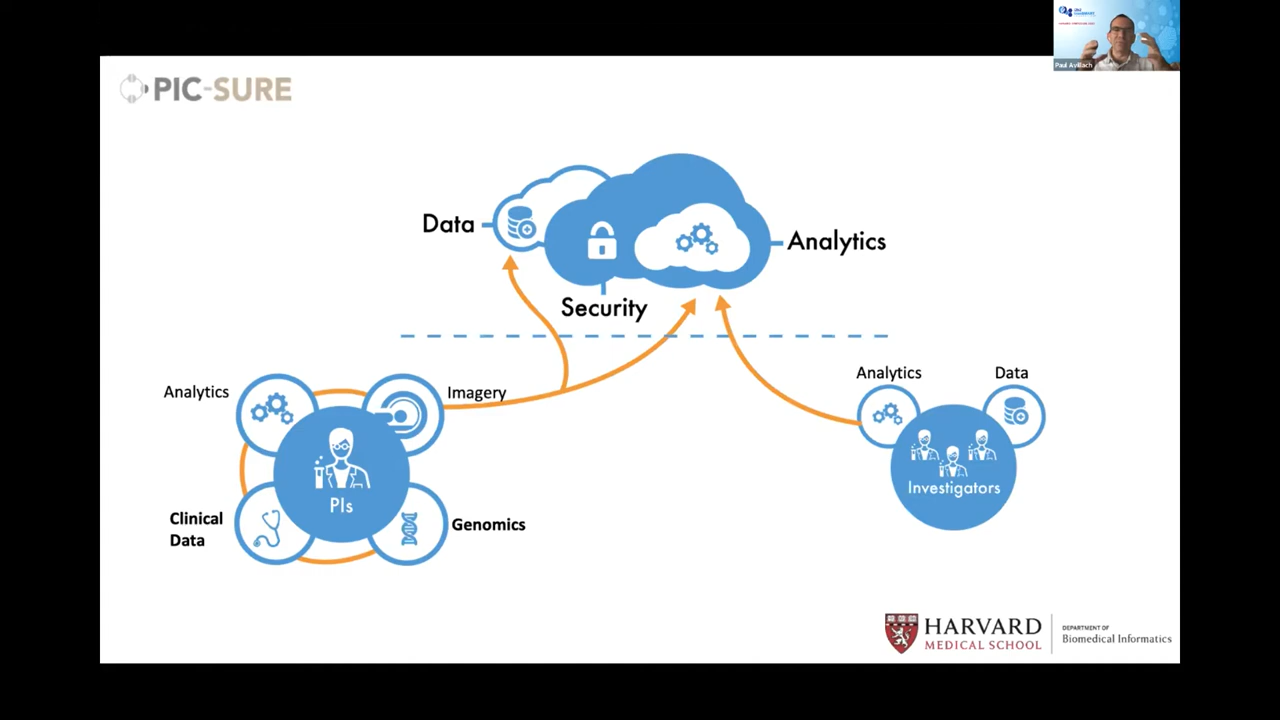 Paul Avillach
PIC-SURE
Data
Analytics
Security
Analytics
Imagery
PIs
Clinical
Data
Genomics
Analytics
Data
Investigators
HARVARD
MEDICAL SCHOOL
DEPARTMENT OF
Biomedical Informatics